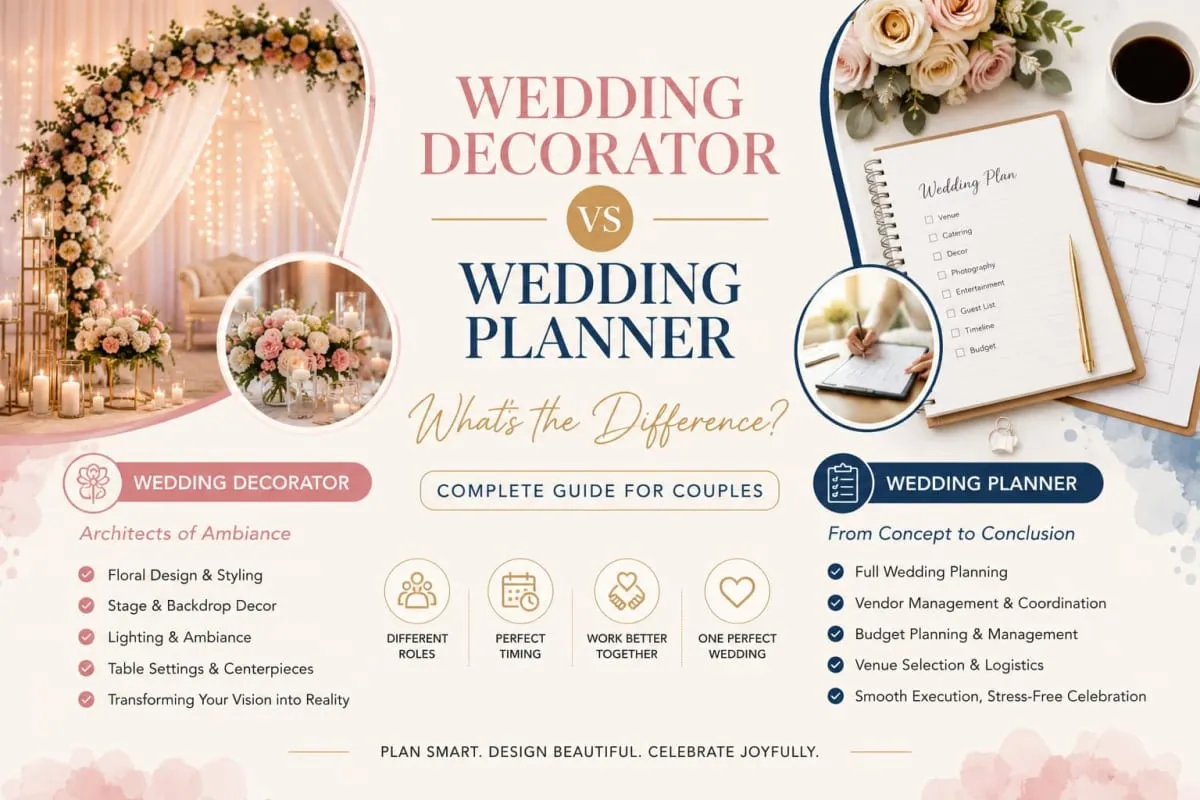 WEDDING
DECORATOR
VS
WEDDING
PLANNER
What's the Difference?
COMPLETE GUIDE FOR COUPLES
Wedding Plan
Venue
Catering
Decor
Photography
Entertainment
Guest List
Timeline
Budget
WEDDING DECORATOR
Architects of Ambiance
Floral Design & Styling
Stage & Backdrop Decor
Lighting & Ambiance
Table Settings & Centerpieces
Transforming Your Vision into Reality
DIFFERENT
ROLES
PERFECT
TIMING
WORK BETTER
TOGETHER
ONE PERFECT
WEDDING
WEDDING PLANNER
From Concept to Conclusion
Full Wedding Planning
Vendor Management & Coordination
Budget Planning & Management
Venue Selection & Logistics
Smooth Execution, Stress-Free Celebration
PLAN SMART. DESIGN BEAUTIFUL. CELEBRATE JOYFULLY.